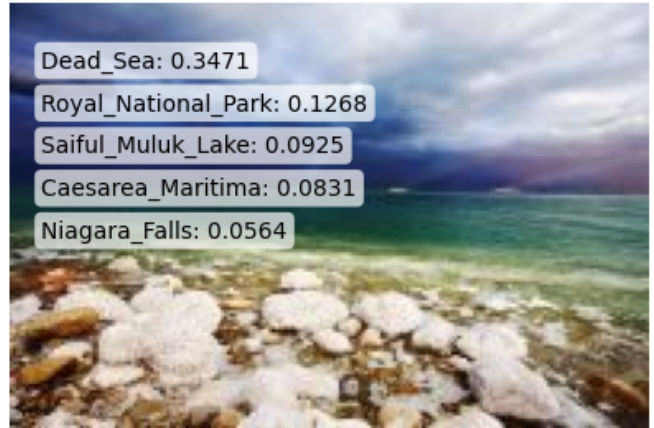 Dead_Sea: 0.3471
Royal_National_Park: 0.1268
Saiful_Muluk_Lake: 0.0925
Caesarea_Maritima: 0.0831
Niagara_Falls: 0.0564